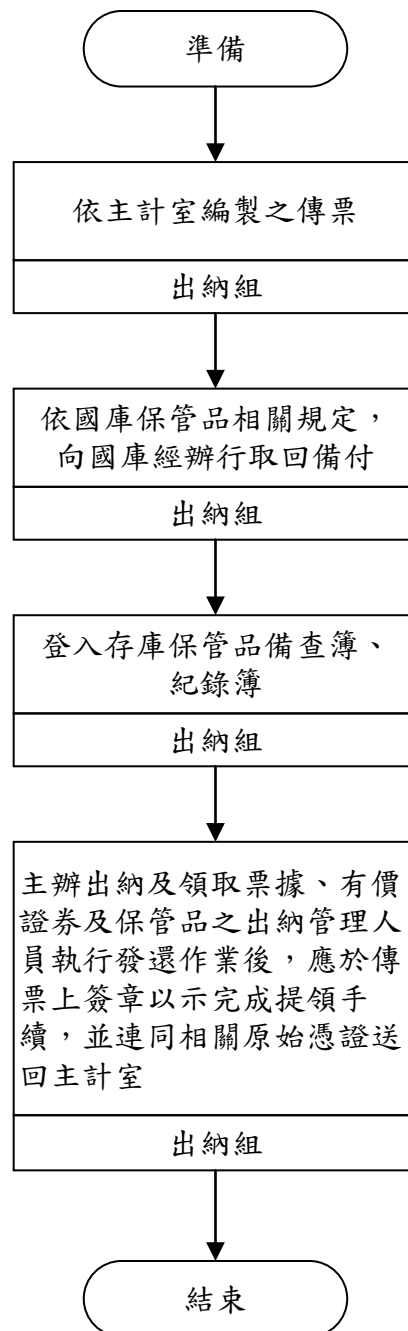 準備
依主計室編製之傳票
出納組
依國庫保管品相關規定，
向國庫經辦行取回備付
出納組
登入存庫保管品備查簿、
紀錄簿
出納組
主辦出納及領取票據、有價
證券及保管品之出納管理人
員執行發還作業後，應於傳
票上簽章以示完成提領手
續，並連同相關原始憑證送
回主計室
出納組
結束